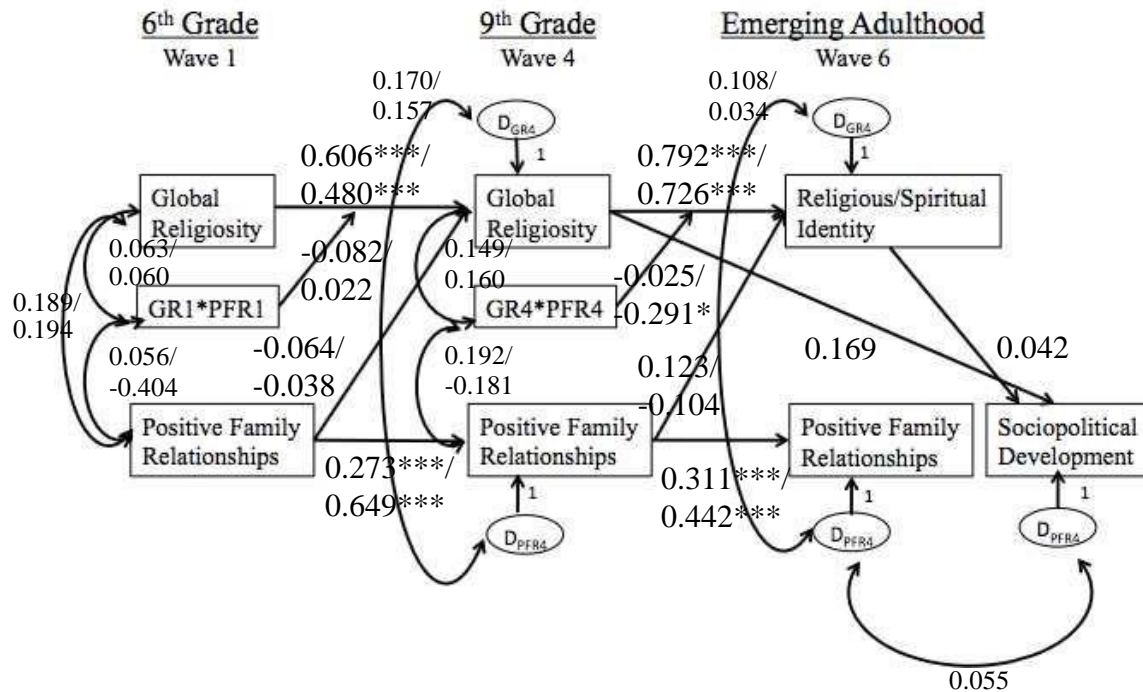 6th Grade
Wave 1
9th Grade
Wave 4
Emerging Adulthood
Wave 6
0.170/
0.157
0.108/
0.034
DGR4
1
DGR4
1
0.606***/
0.480***
0.792***/
0.726***
Global
Religiosity
Global
Religiosity
Religious/Spiritual
Identity
0.063/
0.060
-0.082/
0.022
0.149/
0.160
-0.025/
-0.291*
0.189/
0.194
GR1*PFR1
GR4*PFR4
0.056/
-0.404
-0.064/
-0.038
0.192/
-0.181
0.123/
-0.104
0.169
0.042
Positive Family
Relationships
Positive Family
Relationships
Positive Family
Relationships
Sociopolitical
Development
0.273***/
0.649***
0.311***/
0.442***
1
DPFR4
1
DPFR4
1
DPFR4
0.055